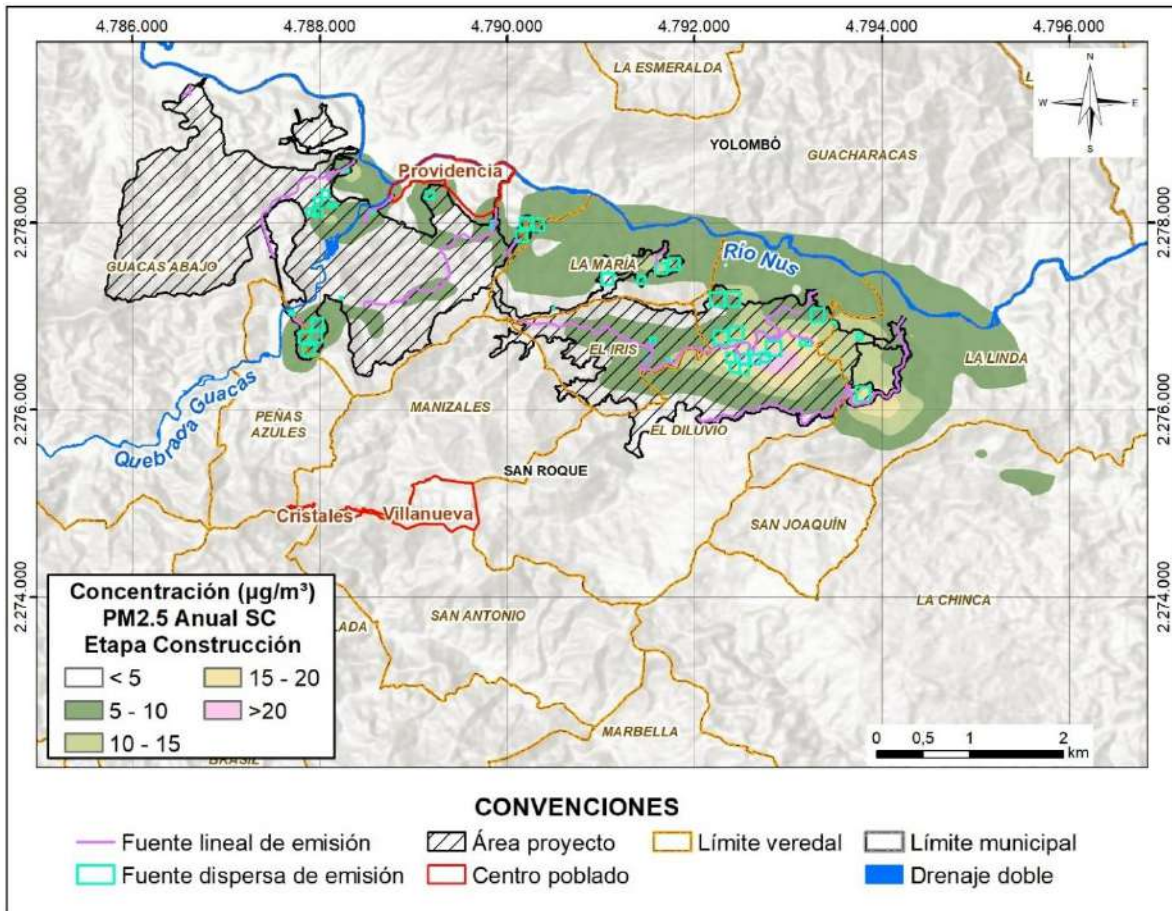 4.786.000
4.788.000
4.790.000
4.792.000
4.794.000
4.796.000
LA ESMERALDA
N
W
E
S
YOLOMBÓ
GUACHARACAS
Providencia
2.278.000
2.278.000
GUACAS ABAJO
LA MARÍA
Río Nus
EL IRIS
LA LINDA
2.276.000
2.276.000
PEÑAS
AZULES
MANIZALES
EL DILUVIO
Quebrada Guacas
SAN ROQUE
Cristales
Villanueva
SAN JOAQUÍN
2.274.000
2.274.000
SAN ANTONIO
LA CHINCA
LADA
MARBELLA
BRASIL
Concentración (µg/m³)
PM2.5 Anual SC
Etapa Construcción
< 5
15 - 20
5 - 10
>20
10 - 15
0
0,5
1
2
km
CONVENCIONES
Fuente lineal de emisión
Área proyecto
Límite veredal
Límite municipal
Fuente dispersa de emisión
Centro poblado
Drenaje doble